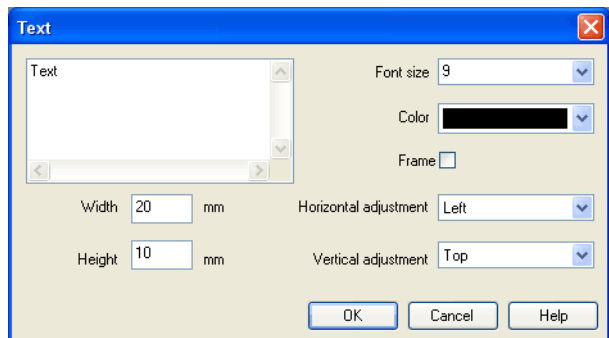 Text
Text
Font size 9
Color
Frame
Width 20 mm Horizontal adjustment Left
Height 10 mm Vertical adjustment Top
OK Cancel Help